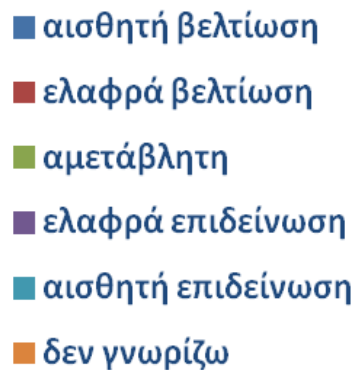 αισθητή βελτίωση
ελαφρά βελτίωση
αμετάβλητη
ελαφρά επιδείνωση
αισθητή επιδείνωση
δεν γνωρίζω